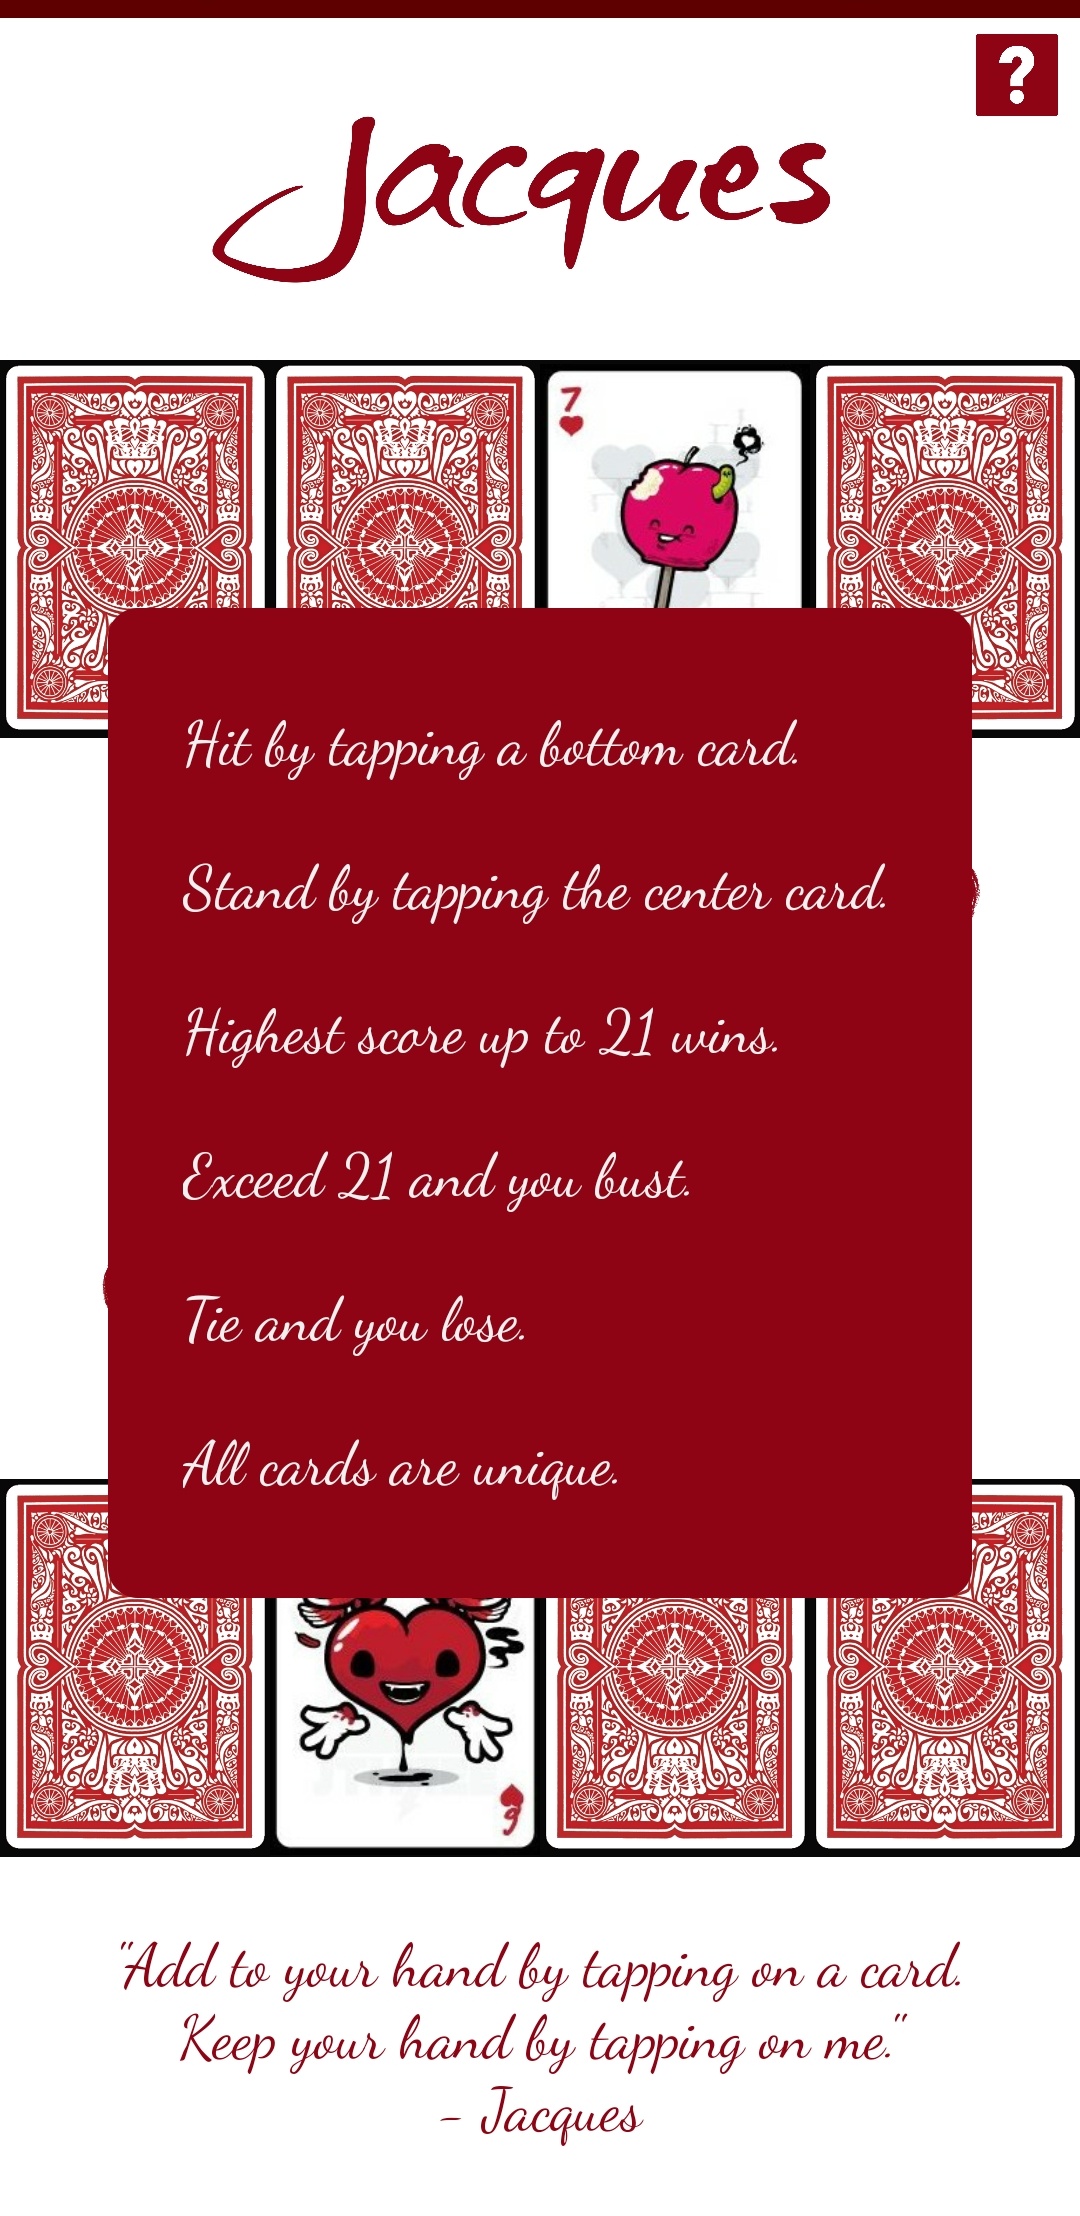 ?
Jacques
7
Hit by tapping a bottom card.
Stand by tapping the center card.
Highest score up to 21 wins.
Exceed 21 and you bust.
Tie and you lose.
All cards are unique.
6
"Add to your hand by tapping on a card.
Keep your hand by tapping on me."
- Jacques